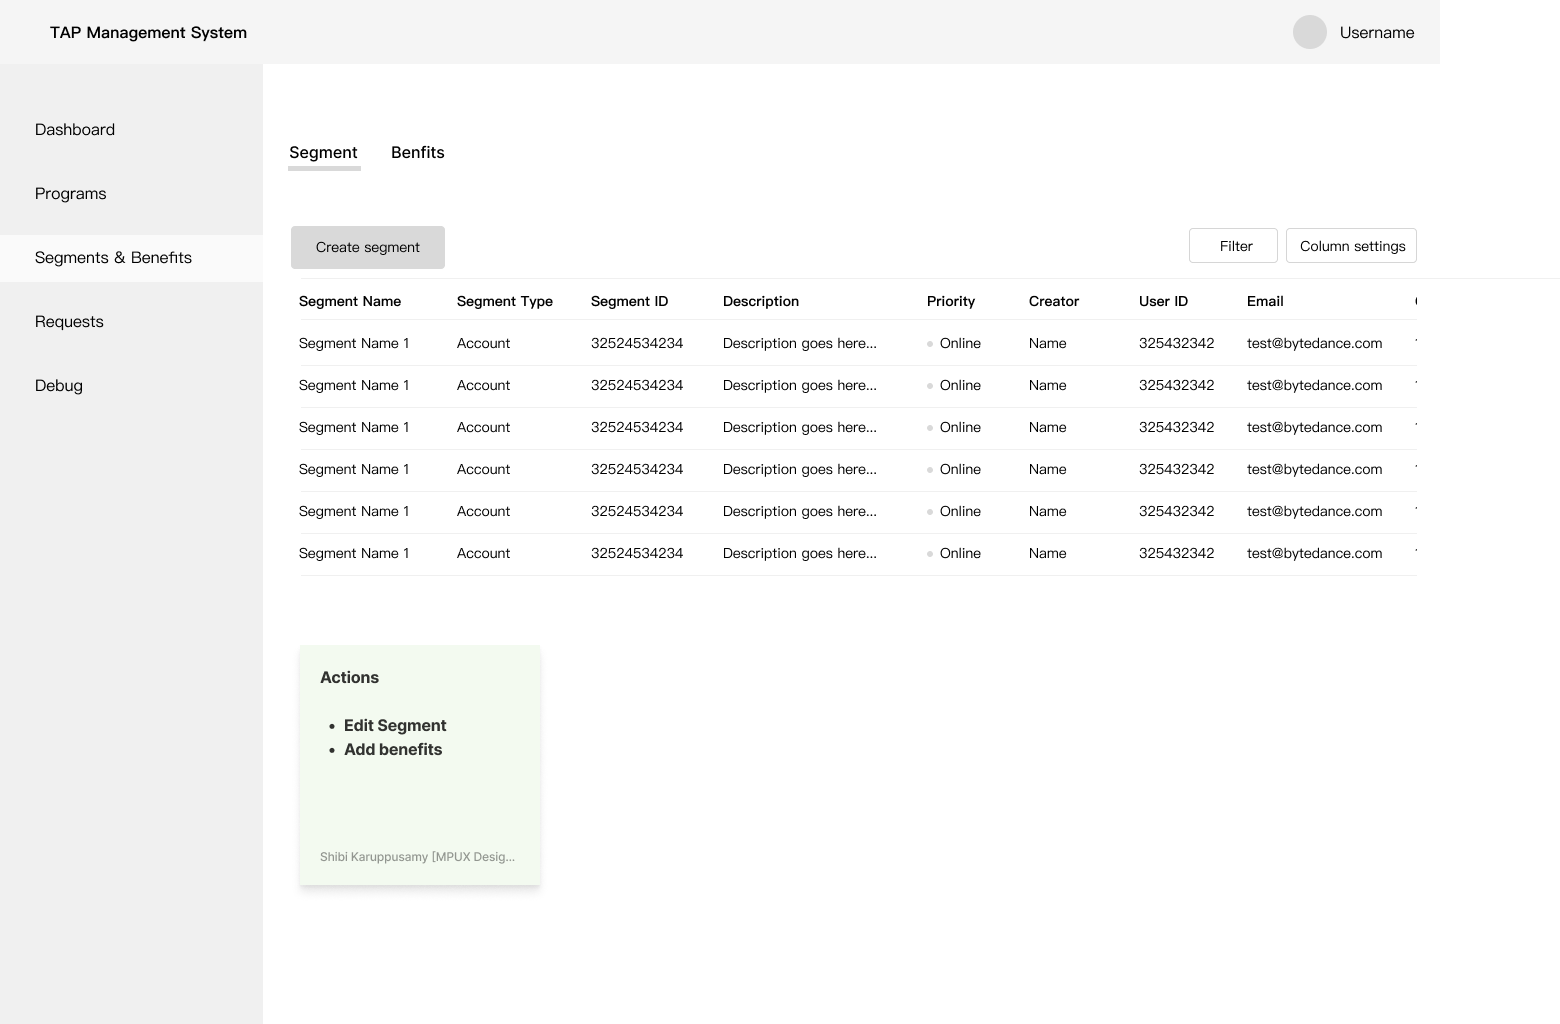 TAP Management System
Username
Dashboard
Programs
Segments & Benefits
Requests
Debug
Segment Benfits
Create segment
Filter Column settings
Segment Name Segment Type Segment ID Description Priority Creator User ID Email
Segment Name 1 Account 32524534234 Description goes here... Online Name 325432342 test@bytedance.com
Segment Name 1 Account 32524534234 Description goes here... Online Name 325432342 test@bytedance.com
Segment Name 1 Account 32524534234 Description goes here... Online Name 325432342 test@bytedance.com
Segment Name 1 Account 32524534234 Description goes here... Online Name 325432342 test@bytedance.com
Segment Name 1 Account 32524534234 Description goes here... Online Name 325432342 test@bytedance.com
Segment Name 1 Account 32524534234 Description goes here... Online Name 325432342 test@bytedance.com
Actions
• Edit Segment
• Add benefits
Shibi Karuppusamy [MPUX Desig...